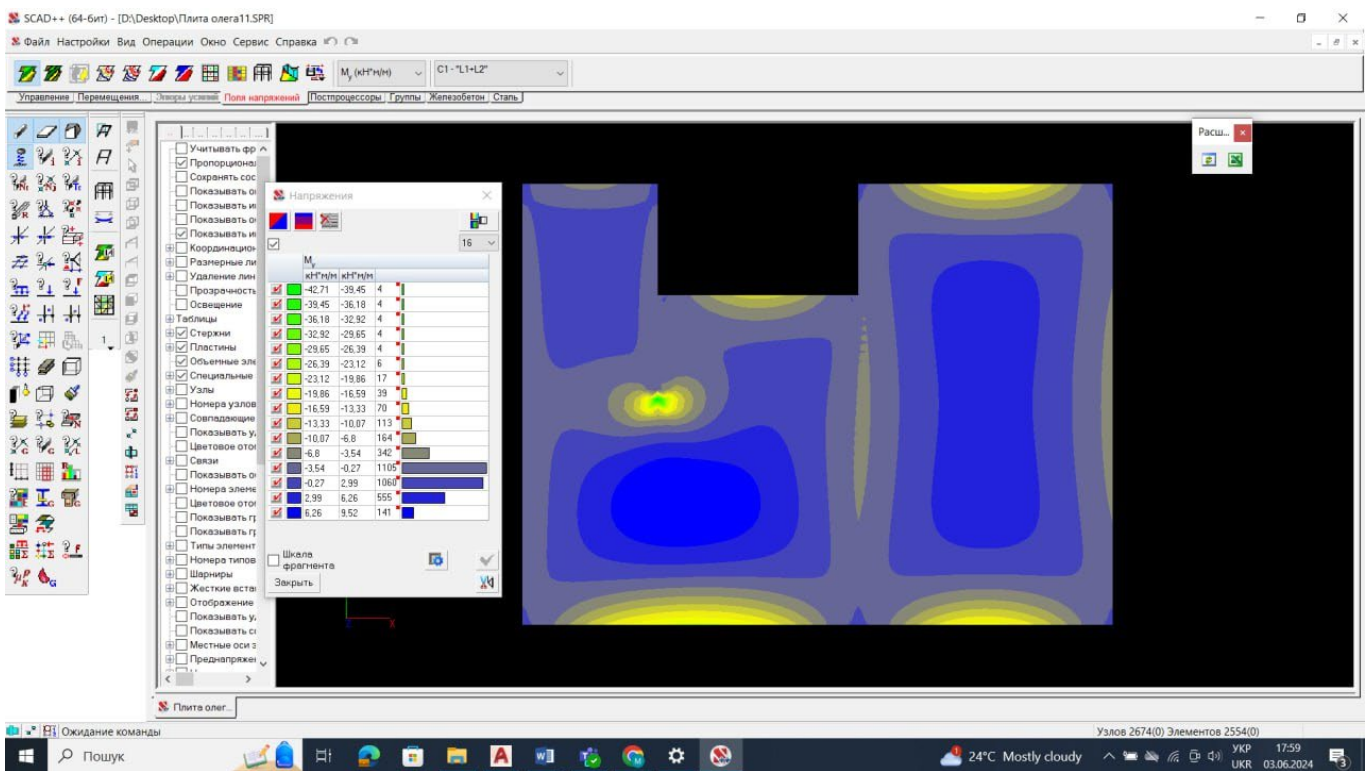 SCAD++ (64-бит) - [D:\Desktop\Плита олега11.SPR]
Файл Настройки Вид Операции Окно Сервис Справка
M_y (кН*м/м) C1 - "L1+L2"
Управление Перемещения... Эпюры усилий Поля напряжений Постпроцессоры Группы Железобетон Сталь
Расш...
Учитывать фр
Пропорциона
Сохранять сос
Показывать о
Показывать и
Показывать о
Показывать и
Координацион
Размерные ли
Удаление лин
Прозрачность
Освещение
Таблицы
Стержни
Пластины
Объемные эле
Специальные
Узлы
Номера узлов
Совпадающие
Показывать у
Цветовое ото
Связи
Показывать о
Номера элеме
Цветовое ото
Показывать гр
Показывать гр
Типы элемент
Номера типов
Шарниры
Жесткие вста
Отображение
Показывать у
Показывать с
Местные оси э
Преднапряже
Напряжения
16
M_y
кН*м/м кН*м/м
-42,71 -39,45 4
-39,45 -36,18 4
-36,18 -32,92 4
-32,92 -29,65 4
-29,65 -26,39 4
-26,39 -23,12 6
-23,12 -19,86 17
-19,86 -16,59 39
-16,59 -13,33 70
-13,33 -10,07 113
-10,07 -6,8 164
-6,8 -3,54 342
-3,54 -0,27 1105
-0,27 2,99 1060
2,99 6,26 555
6,26 9,52 141
Шкала
фрагмента
Закрыть
X
Плита олег...
Ожидание команды
Узлов 2674(0) Элементов 2554(0)
Пошук
24°C Mostly cloudy
УКР
UKR
17:59
03.06.2024